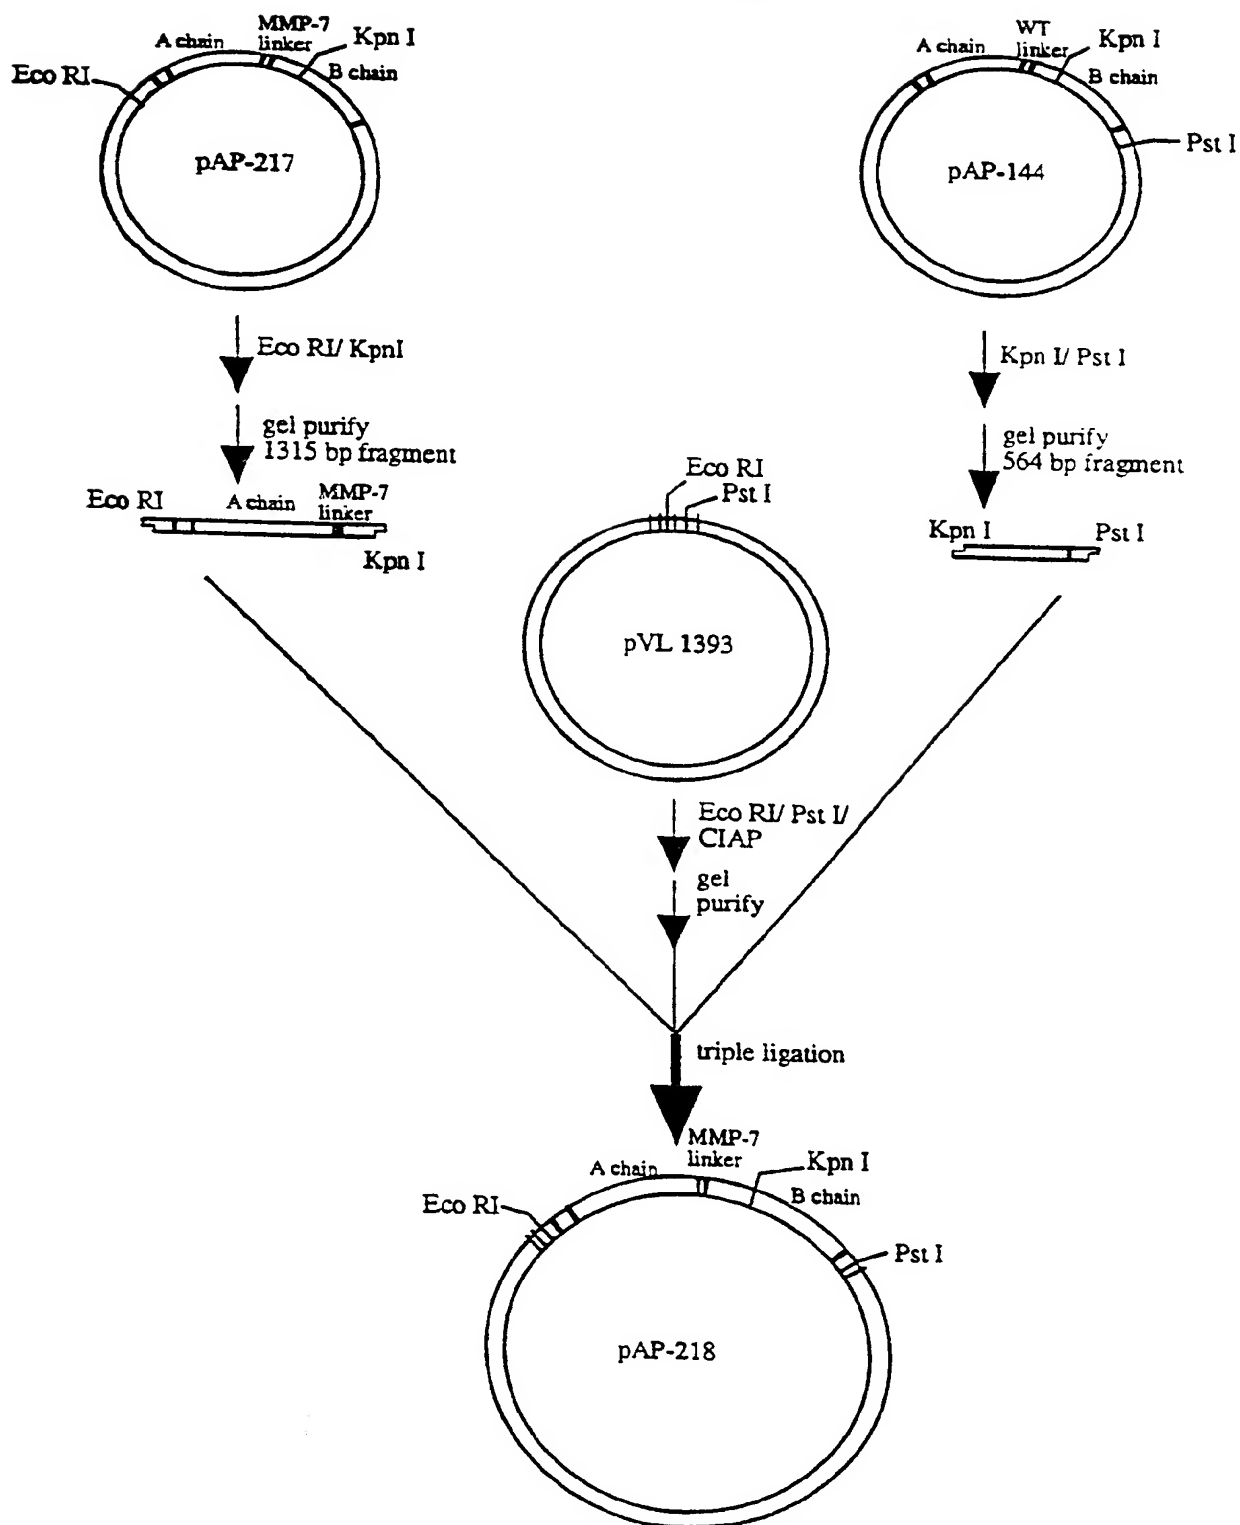 A chain
MMP-7
linker
Kpn I
B chain
Eco RI
pAP-217
A chain
WT
linker
Kpn I
B chain
Pst I
pAP-144
Eco RI/ KpnI
gel purify
1315 bp fragment
Kpn I/ Pst I
gel purify
564 bp fragment
Eco RI
A chain
MMP-7
linker
Kpn I
Eco RI
Pst I
Kpn I
Pst I
pVL 1393
Eco RI/ Pst I/
CIAP
gel
purify
triple ligation
A chain
MMP-7
linker
Kpn I
B chain
Eco RI
Pst I
pAP-218